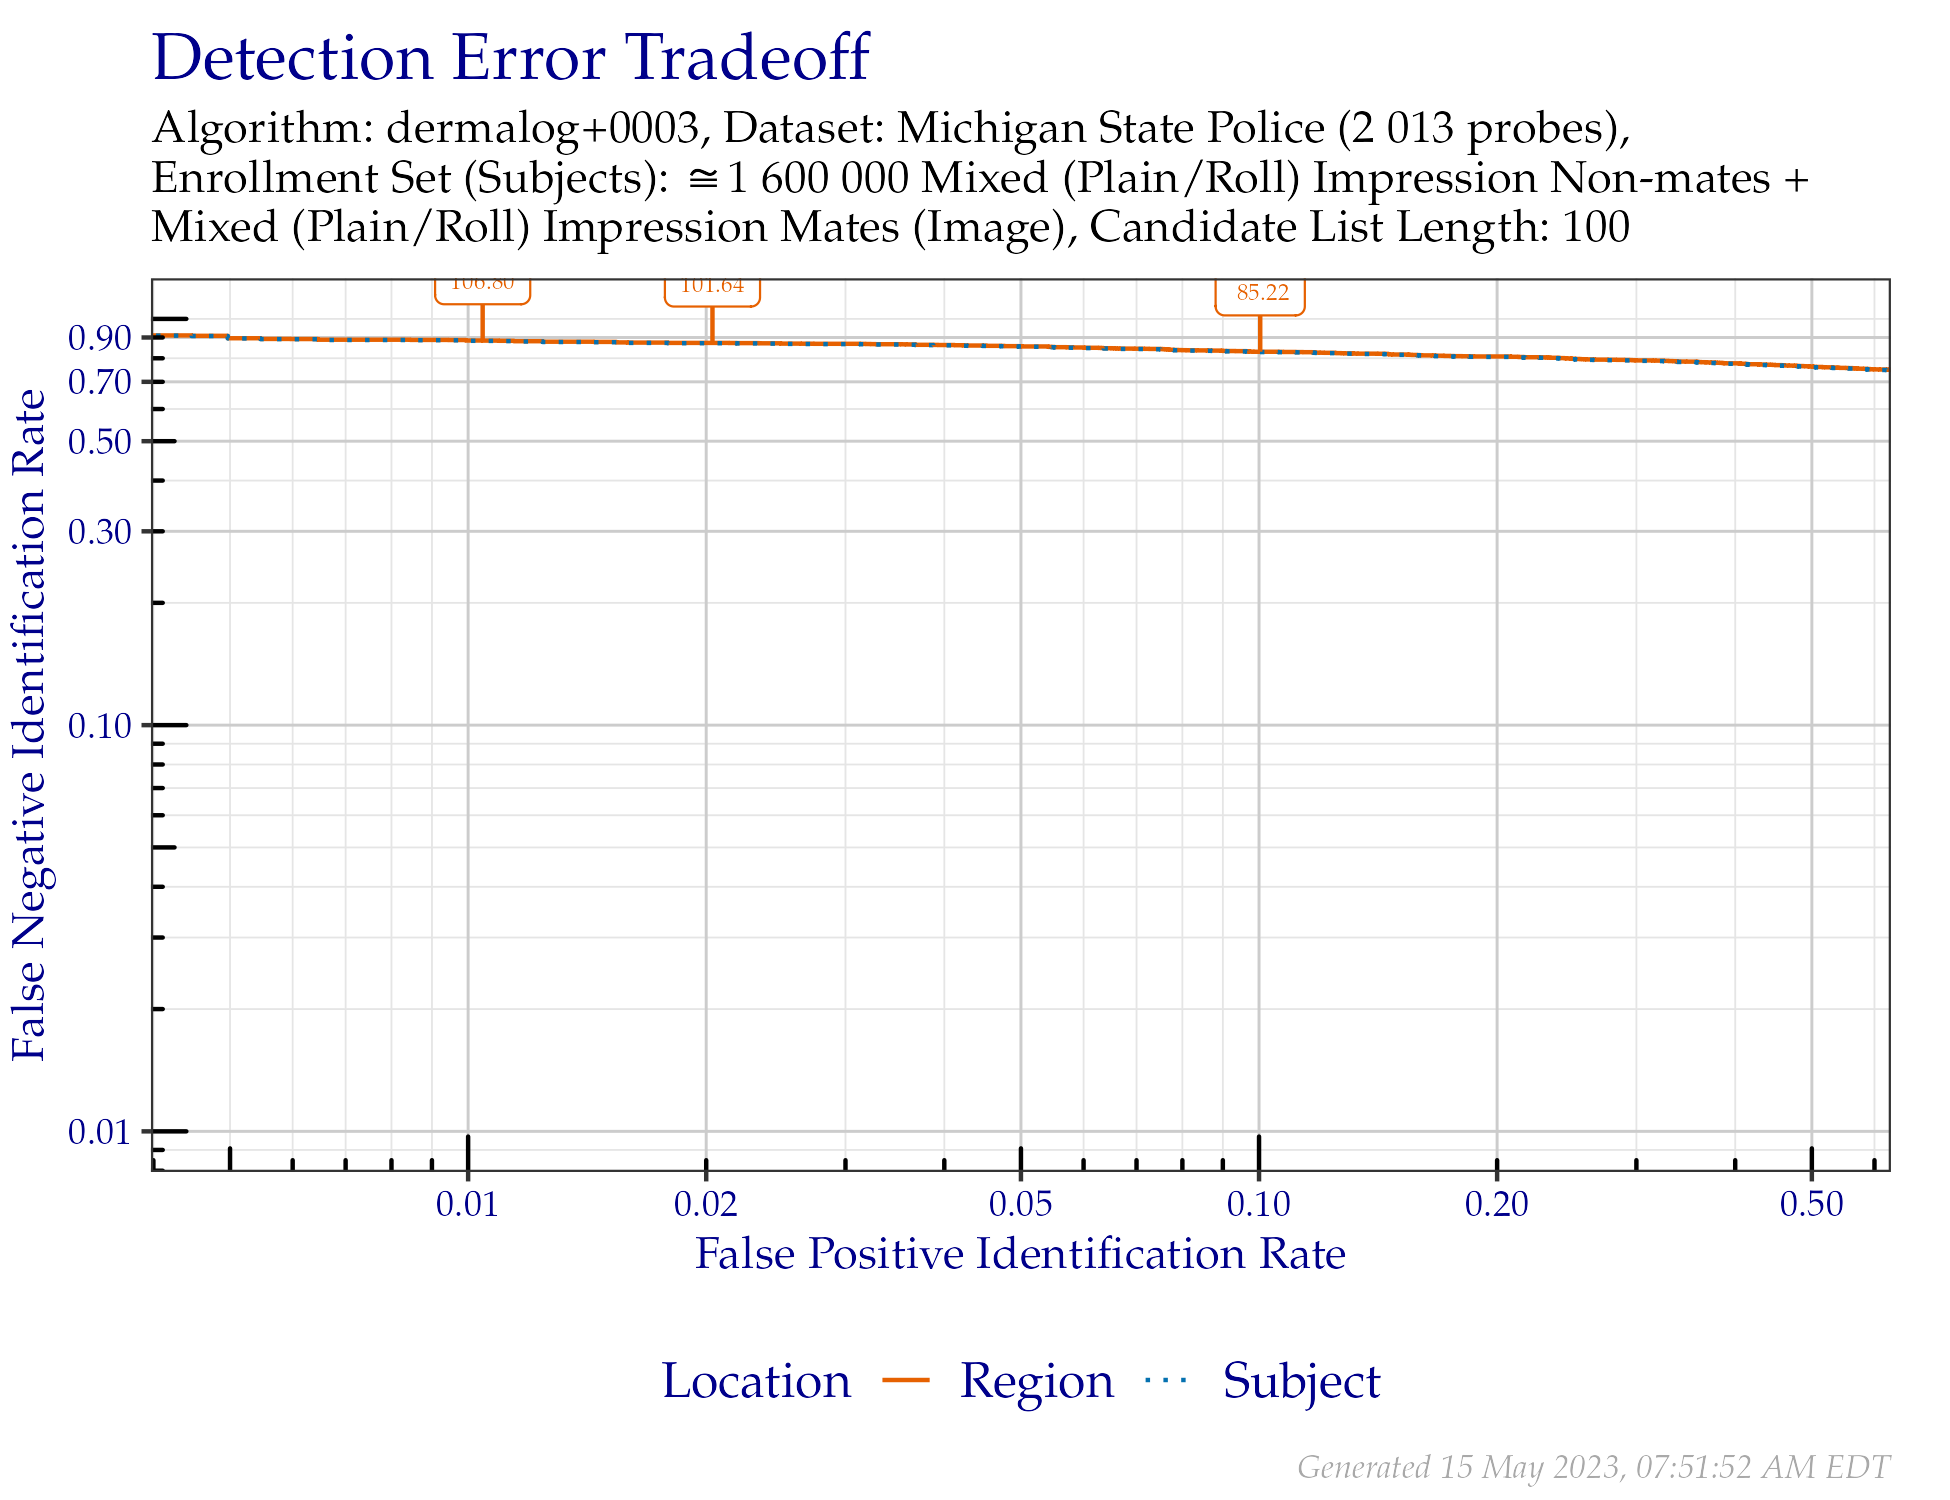 Detection Error Tradeoff
Algorithm: dermalog+0003, Dataset: Michigan State Police (2 013 probes),
Enrollment Set (Subjects): ≅1 600 000 Mixed (Plain/Roll) Impression Non-mates +
Mixed (Plain/Roll) Impression Mates (Image), Candidate List Length: 100
106.80 101.64 85.22
0.90
0.70
0.50
0.30
0.10
0.01
False Negative Identification Rate
0.01 0.02 0.05 0.10 0.20 0.50
False Positive Identification Rate
Location Region Subject
Generated 15 May 2023, 07:51:52 AM EDT